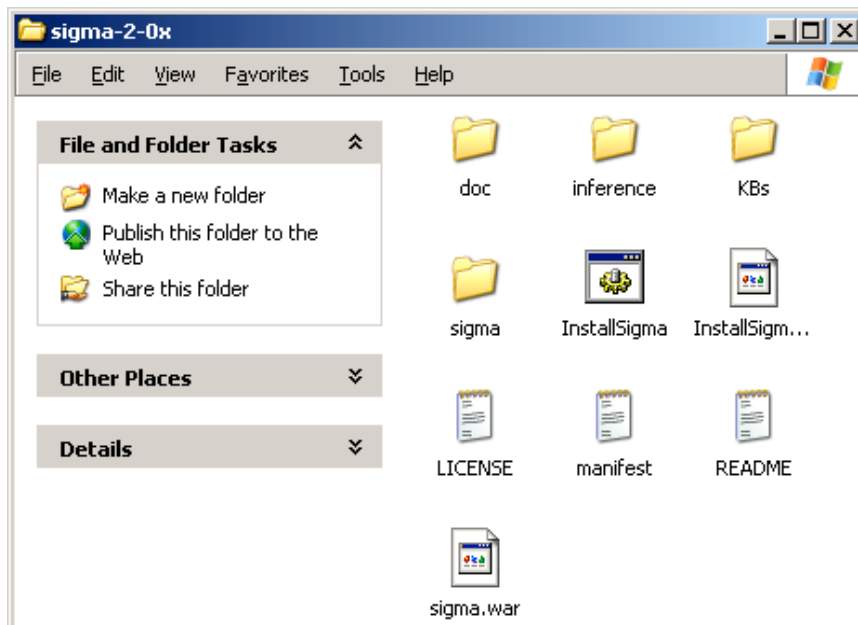 sigma-2-0x
File Edit View Favorites Tools Help
File and Folder Tasks
Make a new folder
Publish this folder to the
Web
Share this folder
Other Places
Details
doc inference KBs
sigma InstallSigma InstallSigm...
LICENSE manifest README
sigma.war